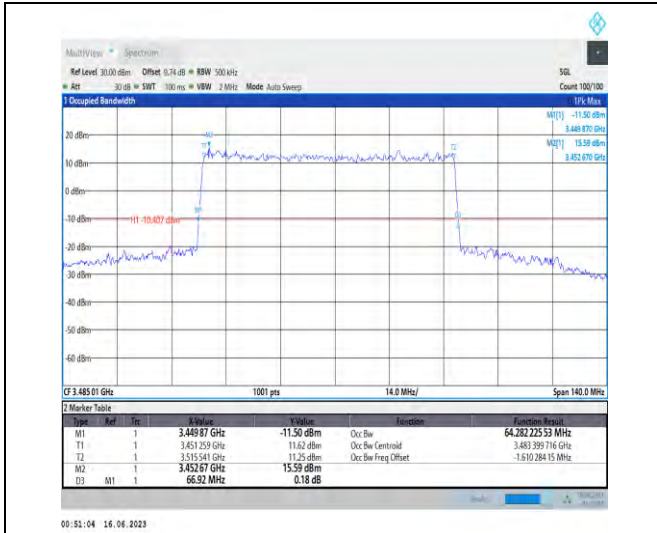 MultiView Spectrum
Ref Level 30.00 dBm Offset 0.74 dB RBW 500 kHz SGL
Att 30 dB SWT 100 ms VBW 2 MHz Mode Auto Sweep Count 100/100
1 Occupied Bandwidth 1Pk Max
M1[1] -11.50 dBm
3.449 870 GHz
M2[1] 15.59 dBm
3.452 670 GHz
20 dBm
M2
T1
T2
10 dBm
0 dBm
M1
D3
-10 dBm
H1 -10.407 dBm
-20 dBm
-30 dBm
-40 dBm
-50 dBm
-60 dBm
CF 3.485 01 GHz 1001 pts 14.0 MHz/ Span 140.0 MHz
2 Marker Table
Type Ref Trc X-Value Y-Value Function Function Result
M1 1 3.449 87 GHz -11.50 dBm Occ Bw 64.282 225 53 MHz
T1 1 3.451 259 GHz 11.62 dBm Occ Bw Centroid 3.483 399 716 GHz
T2 1 3.515 541 GHz 11.25 dBm Occ Bw Freq Offset -1.610 284 15 MHz
M2 1 3.452 67 GHz 15.59 dBm
D3 M1 1 66.92 MHz 0.18 dB
00:51:04 16.06.2023